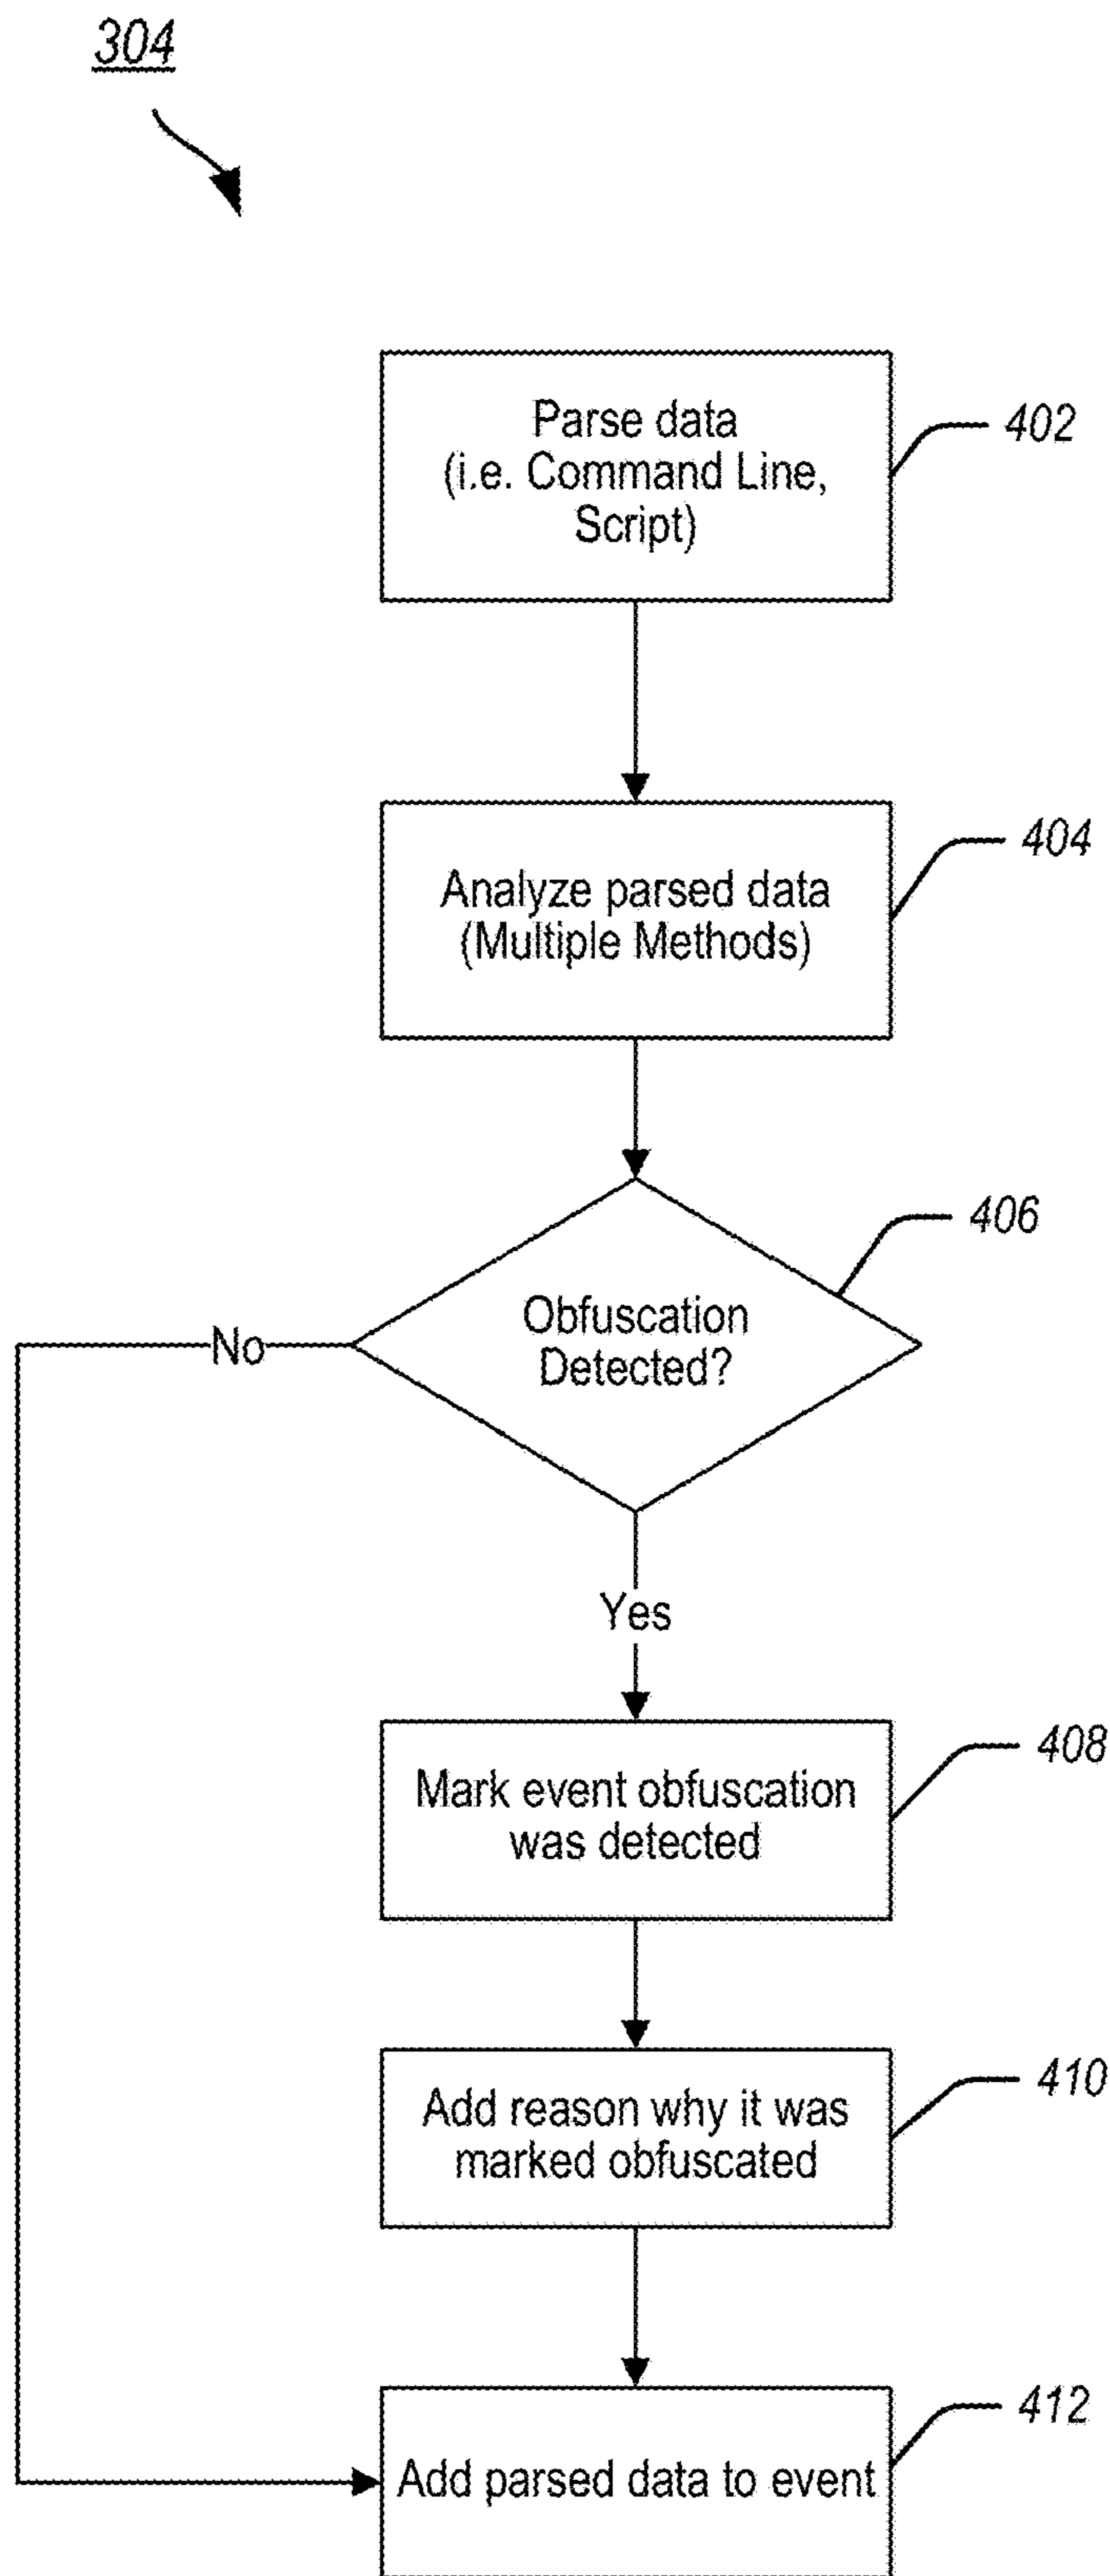 304
Parse data
(i.e. Command Line,
Script)
402
Analyze parsed data
(Multiple Methods)
404
406
Obfuscation
Detected?
No
Yes
408
Mark event obfuscation
was detected
410
Add reason why it was
marked obfuscated
412
Add parsed data to event